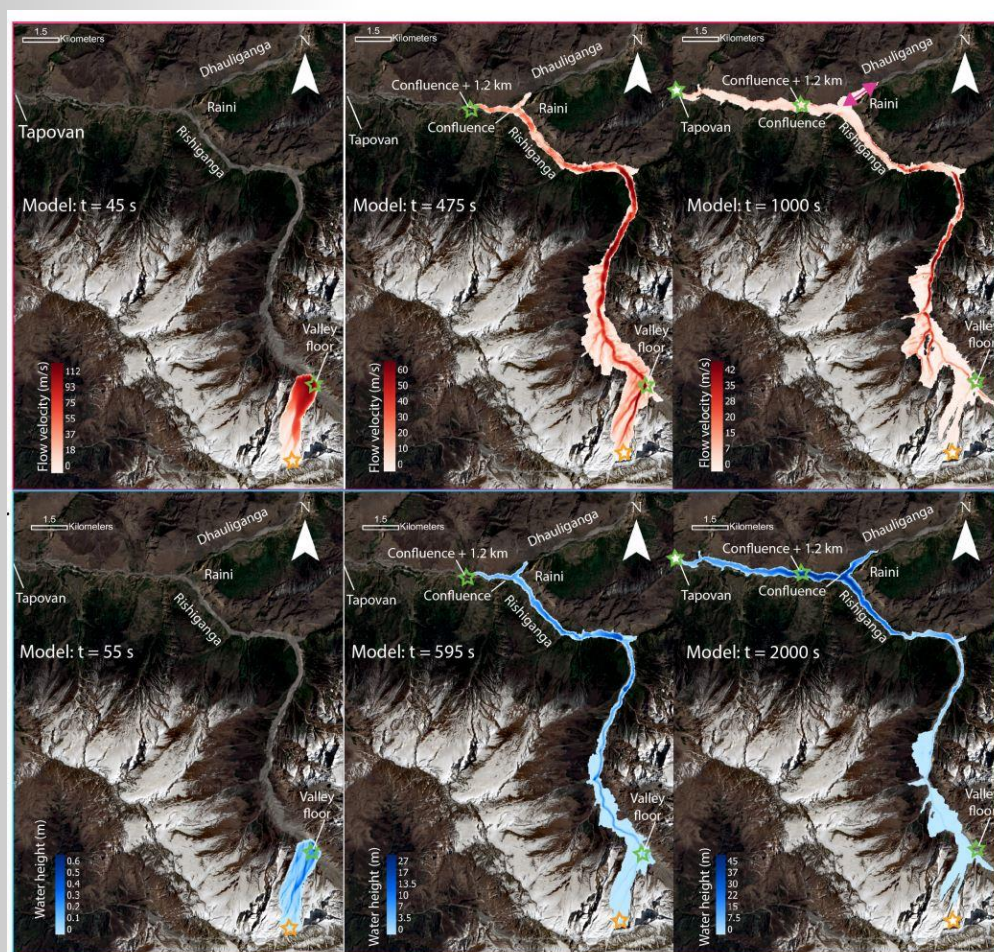 1.5
Kilometers
N
Dhauliganga
Raini
Tapovan
Rishiganga
Model: t = 45 s
Valley
floor
Flow velocity (m/s)
112
93
75
56
37
18
0
1.5
Kilometers
N
Dhauliganga
Confluence + 1.2 km
Raini
Confluence
Rishiganga
Model: t = 475 s
Valley
floor
Flow velocity (m/s)
60
50
40
30
20
10
0
1.5
Kilometers
N
Dhauliganga
Confluence + 1.2 km
Raini
Tapovan
Confluence
Rishiganga
Model: t = 1000 s
Valley
floor
Flow velocity (m/s)
42
35
28
20
15
7
0
1.5
Kilometers
N
Dhauliganga
Raini
Tapovan
Rishiganga
Model: t = 55 s
Valley
floor
Water height (m)
0.6
0.5
0.4
0.3
0.2
0.1
0
1.5
Kilometers
N
Dhauliganga
Confluence + 1.2 km
Raini
Confluence
Tapovan
Rishiganga
Model: t = 595 s
Valley
floor
Water height (m)
27
17
13.5
10
7
3.5
0
1.5
Kilometers
N
Dhauliganga
Confluence + 1.2 km
Raini
Tapovan
Confluence
Rishiganga
Model: t = 2000 s
Valley
floor
Water height (m)
45
37
30
22
15
7.5
0